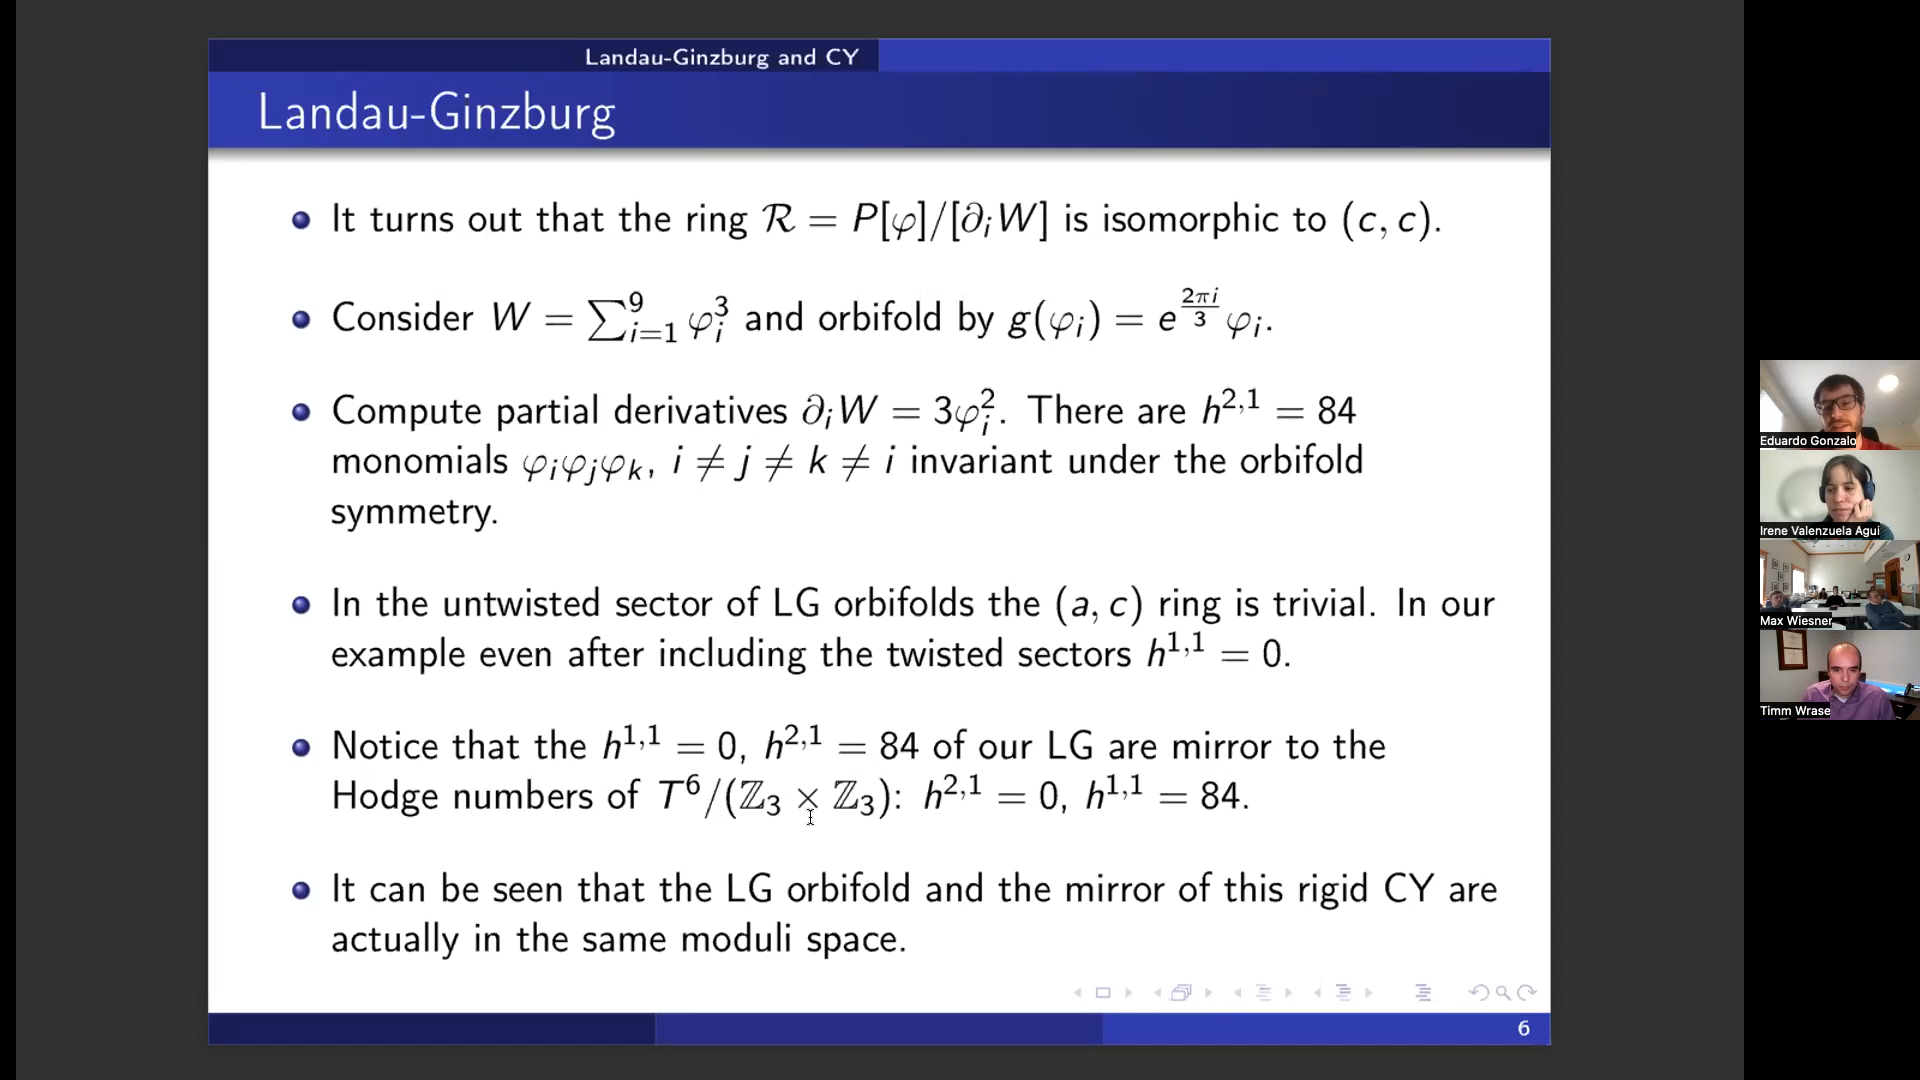 Landau-Ginzburg and CY
Landau-Ginzburg
It turns out that the ring ℛ = P[φ]/[∂ᵢW] is isomorphic to (c, c).
Consider W = ∑⁹ᵢ₌₁ φᵢ³ and orbifold by g(φᵢ) = e^{2πi/3} φᵢ.
Compute partial derivatives ∂ᵢW = 3φᵢ². There are h²,¹ = 84
monomials φᵢφⱼφₖ, i ≠ j ≠ k ≠ i invariant under the orbifold
symmetry.
In the untwisted sector of LG orbifolds the (a, c) ring is trivial. In our
example even after including the twisted sectors h¹,¹ = 0.
Notice that the h¹,¹ = 0, h²,¹ = 84 of our LG are mirror to the
Hodge numbers of T⁶/(ℤ₃ × ℤ₃): h²,¹ = 0, h¹,¹ = 84.
It can be seen that the LG orbifold and the mirror of this rigid CY are
actually in the same moduli space.
6
Eduardo Gonzalo
Irene Valenzuela Agui
Max Wiesner
Timm Wrase